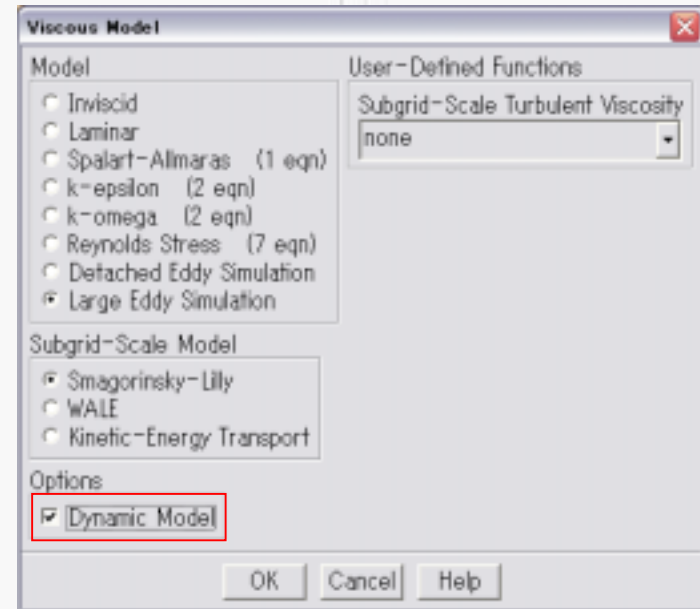 Viscous Model
Model
Inviscid
Laminar
Spalart-Allmaras (1 eqn)
k-epsilon (2 eqn)
k-omega (2 eqn)
Reynolds Stress (7 eqn)
Detached Eddy Simulation
Large Eddy Simulation
Subgrid-Scale Model
Smagorinsky-Lilly
WALE
Kinetic-Energy Transport
Options
Dynamic Model
User-Defined Functions
Subgrid-Scale Turbulent Viscosity
none
OK Cancel Help